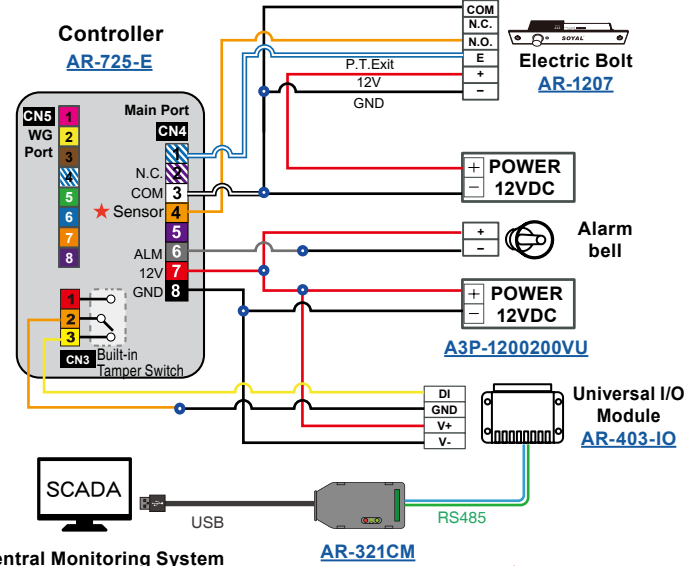 Controller
AR-725-E
CN5
WG
Port
1
2
3
4
5
6
7
8
Main Port
CN4
1
N.C. 2
COM 3
★ Sensor 4
5
ALM 6
12V 7
GND 8
1
2
3
CN3
Built-in
Tamper Switch
P.T.Exit
12V
GND
COM
N.C.
N.O.
E
+
−
SOYAL
Electric Bolt
AR-1207
+ POWER
− 12VDC
+
−
Alarm
bell
+ POWER
− 12VDC
A3P-1200200VU
DI
GND
V+
V-
Universal I/O
Module
AR-403-IO
SCADA
USB
RS485
AR-321CM
entral Monitoring System